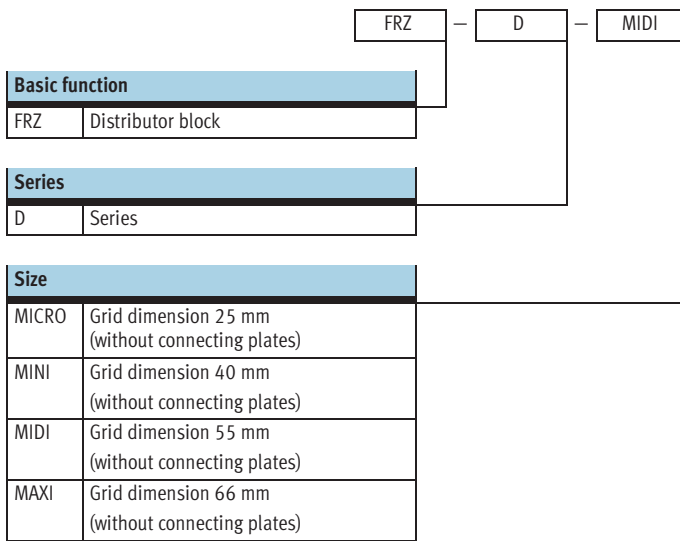 FRZ — D — MIDI
Basic function
FRZ Distributor block
Series
D Series
Size
MICRO Grid dimension 25 mm
(without connecting plates)
MINI Grid dimension 40 mm
(without connecting plates)
MIDI Grid dimension 55 mm
(without connecting plates)
MAXI Grid dimension 66 mm
(without connecting plates)